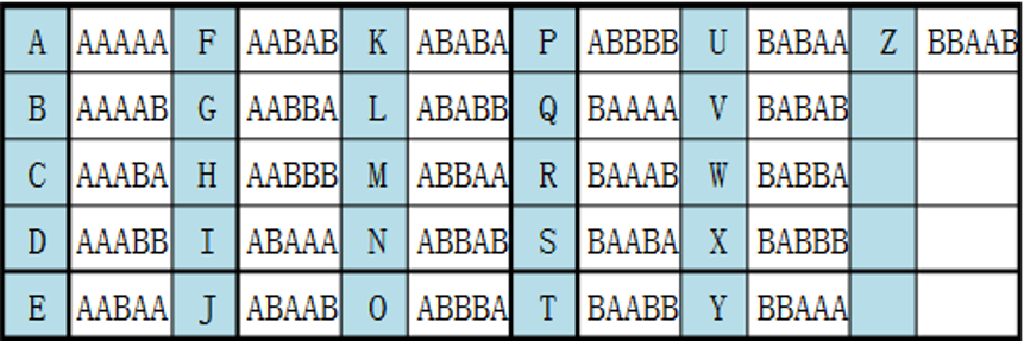 A AAAAA F AABAB K ABABA P ABBBB U BABAA Z BBAAB
B AAAAB G AABBA L ABABB Q BAAAA V BABAB
C AAABA H AABBB M ABBAA R BAAAB W BABBA
D AAABB I ABAAA N ABBAB S BAABA X BABBB
E AABAA J ABAAB O ABBBA T BAABB Y BBAAA